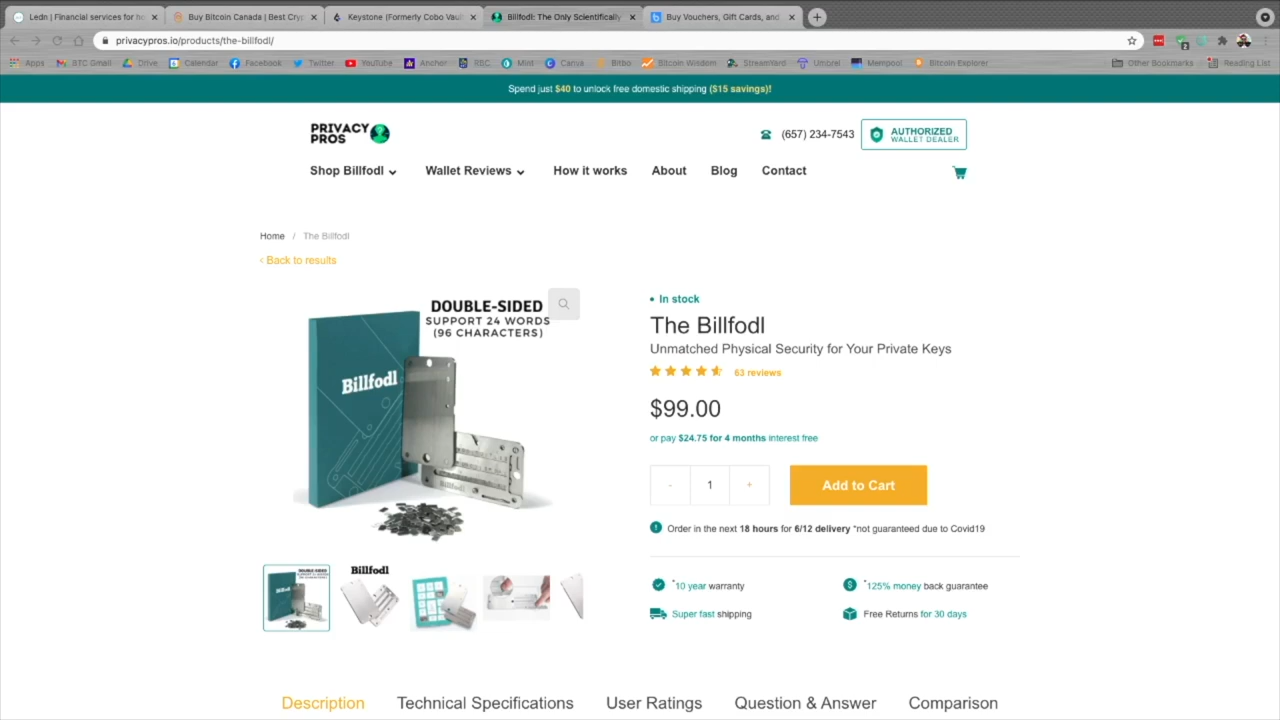 Ledn | Financial services for ho
Buy Bitcoin Canada | Best Cryp
Keystone (Formerly Cobo Vaul
Billfodl: The Only Scientifically
Buy Vouchers, Gift Cards, and
privacypros.io/products/the-billfodl/
Apps
BTC Gmail
Drive
Calendar
Facebook
Twitter
YouTube
Anchor
RBC
Mint
Canva
Bitbo
Bitcoin Wisdom
StreamYard
Umbrel
Mempool
Bitcoin Explorer
Other Bookmarks
Reading List
Spend just $40 to unlock free domestic shipping ($15 savings)!
PRIVACY
PROS
(657) 234-7543
AUTHORIZED
WALLET DEALER
Shop Billfodl
Wallet Reviews
How it works
About
Blog
Contact
Home / The Billfodl
‹ Back to results
DOUBLE-SIDED
SUPPORT 24 WORDS
(96 CHARACTERS)
Billfodl
• In stock
The Billfodl
Unmatched Physical Security for Your Private Keys
63 reviews
$99.00
or pay $24.75 for 4 months interest free
- 1 +
Add to Cart
Order in the next 18 hours for 6/12 delivery *not guaranteed due to Covid19
*10 year warranty
*125% money back guarantee
Super fast shipping
Free Returns for 30 days
Billfodl
Description
Technical Specifications
User Ratings
Question & Answer
Comparison